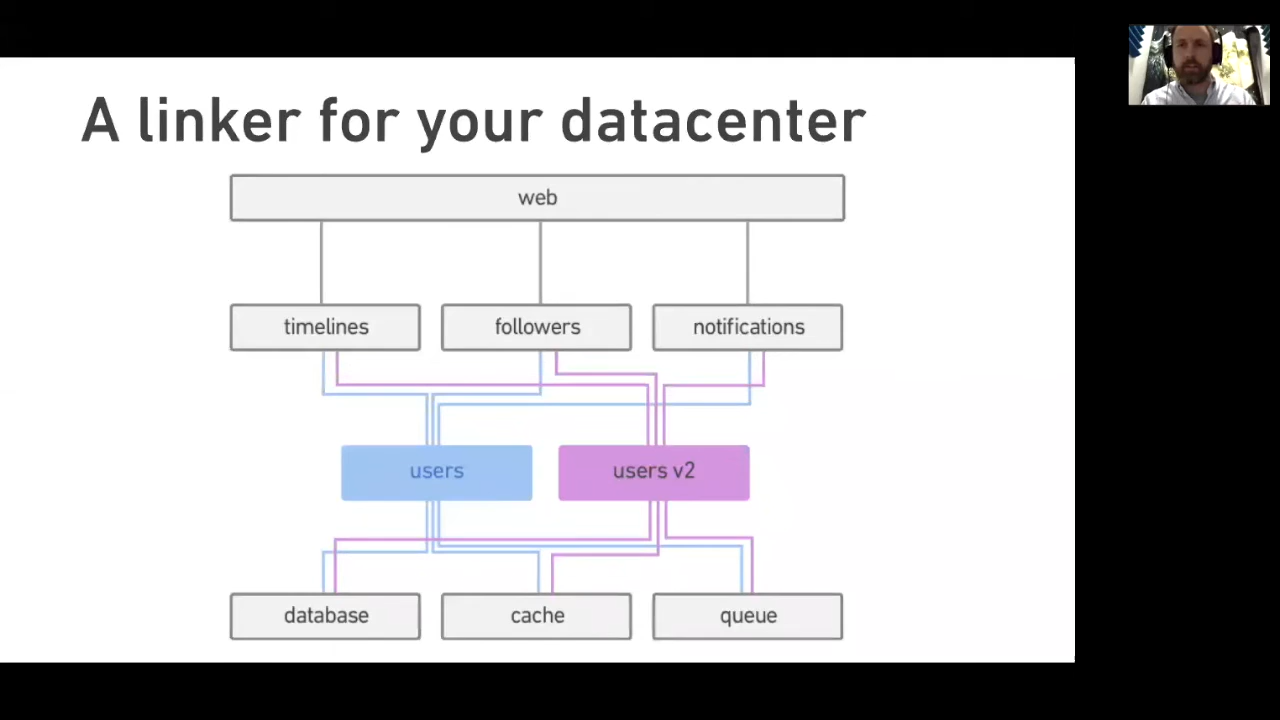 A linker for your datacenter
web
timelines
followers
notifications
users
users v2
database
cache
queue